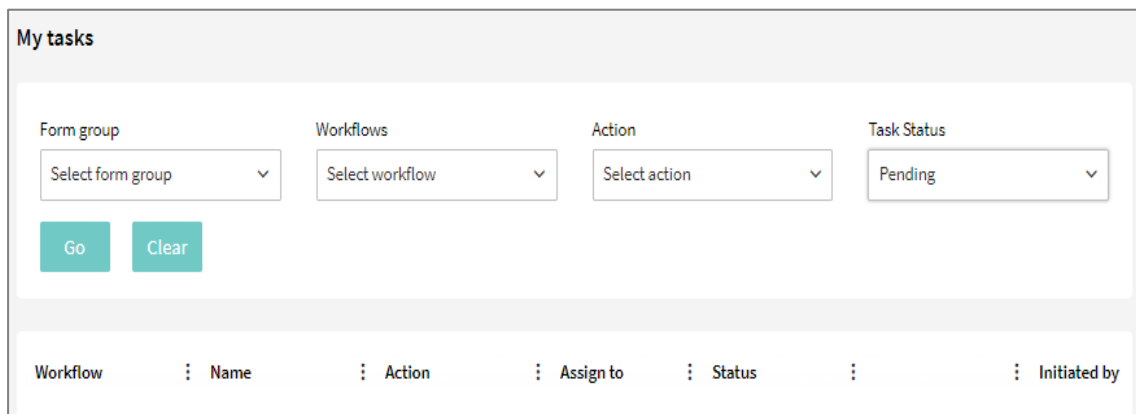 My tasks
Form group Workflows Action Task Status
Select form group Select workflow Select action Pending
Go Clear
Workflow Name Action Assign to Status Initiated by